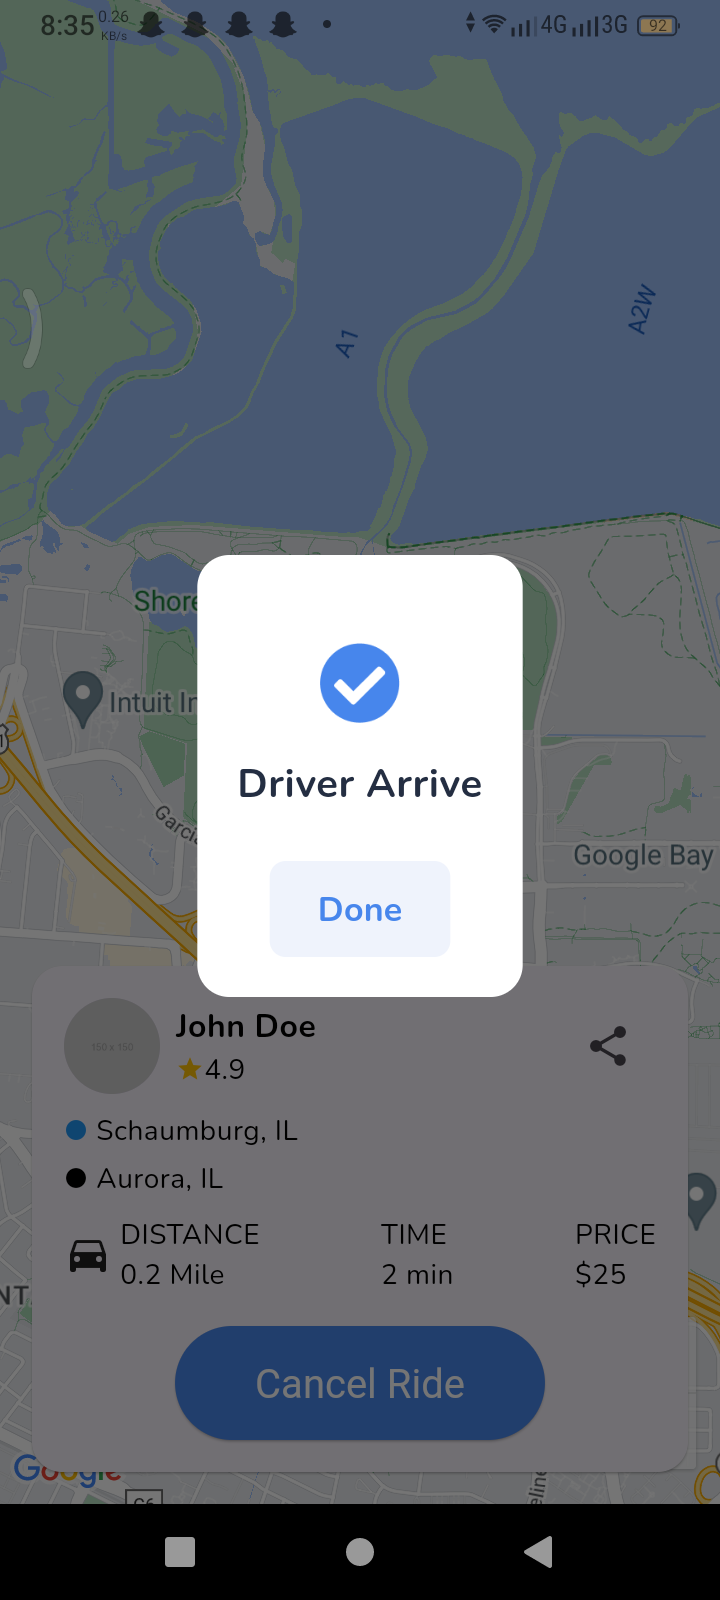 8:35 0.26 KB/s 4G 3G 92
A1
A2W
Shore
Intuit In
Garcia
Google Bay
Driver Arrive
Done
John Doe
150 x 150
4.9
Schaumburg, IL
Aurora, IL
DISTANCE TIME PRICE
0.2 Mile 2 min $25
NT
Cancel Ride
Google
G6
eline